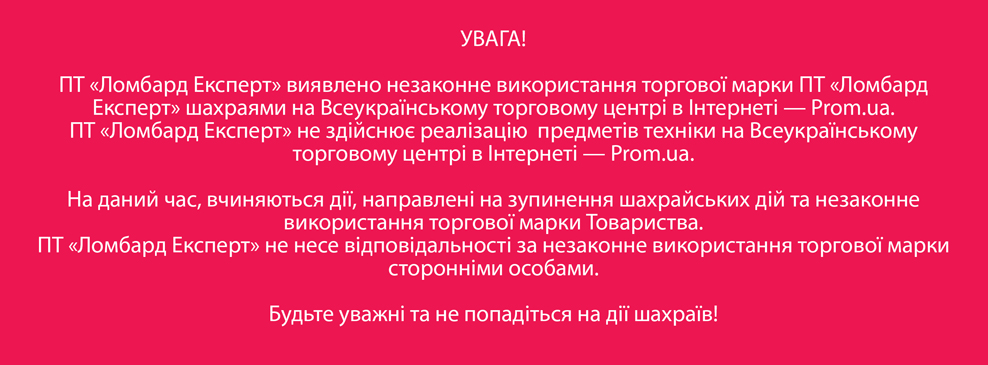 УВАГА!
ПТ «Ломбард Експерт» виявлено незаконне використання торгової марки ПТ «Ломбард
Експерт» шахраями на Всеукраїнському торговому центрі в Інтернеті — Prom.ua.
ПТ «Ломбард Експерт» не здійснює реалізацію предметів техніки на Всеукраїнському
торговому центрі в Інтернеті — Prom.ua.
На даний час, вчиняються дії, направлені на зупинення шахрайських дій та незаконне
використання торгової марки Товариства.
ПТ «Ломбард Експерт» не несе відповідальності за незаконне використання торгової марки
сторонніми особами.
Будьте уважні та не попадіться на дії шахраїв!